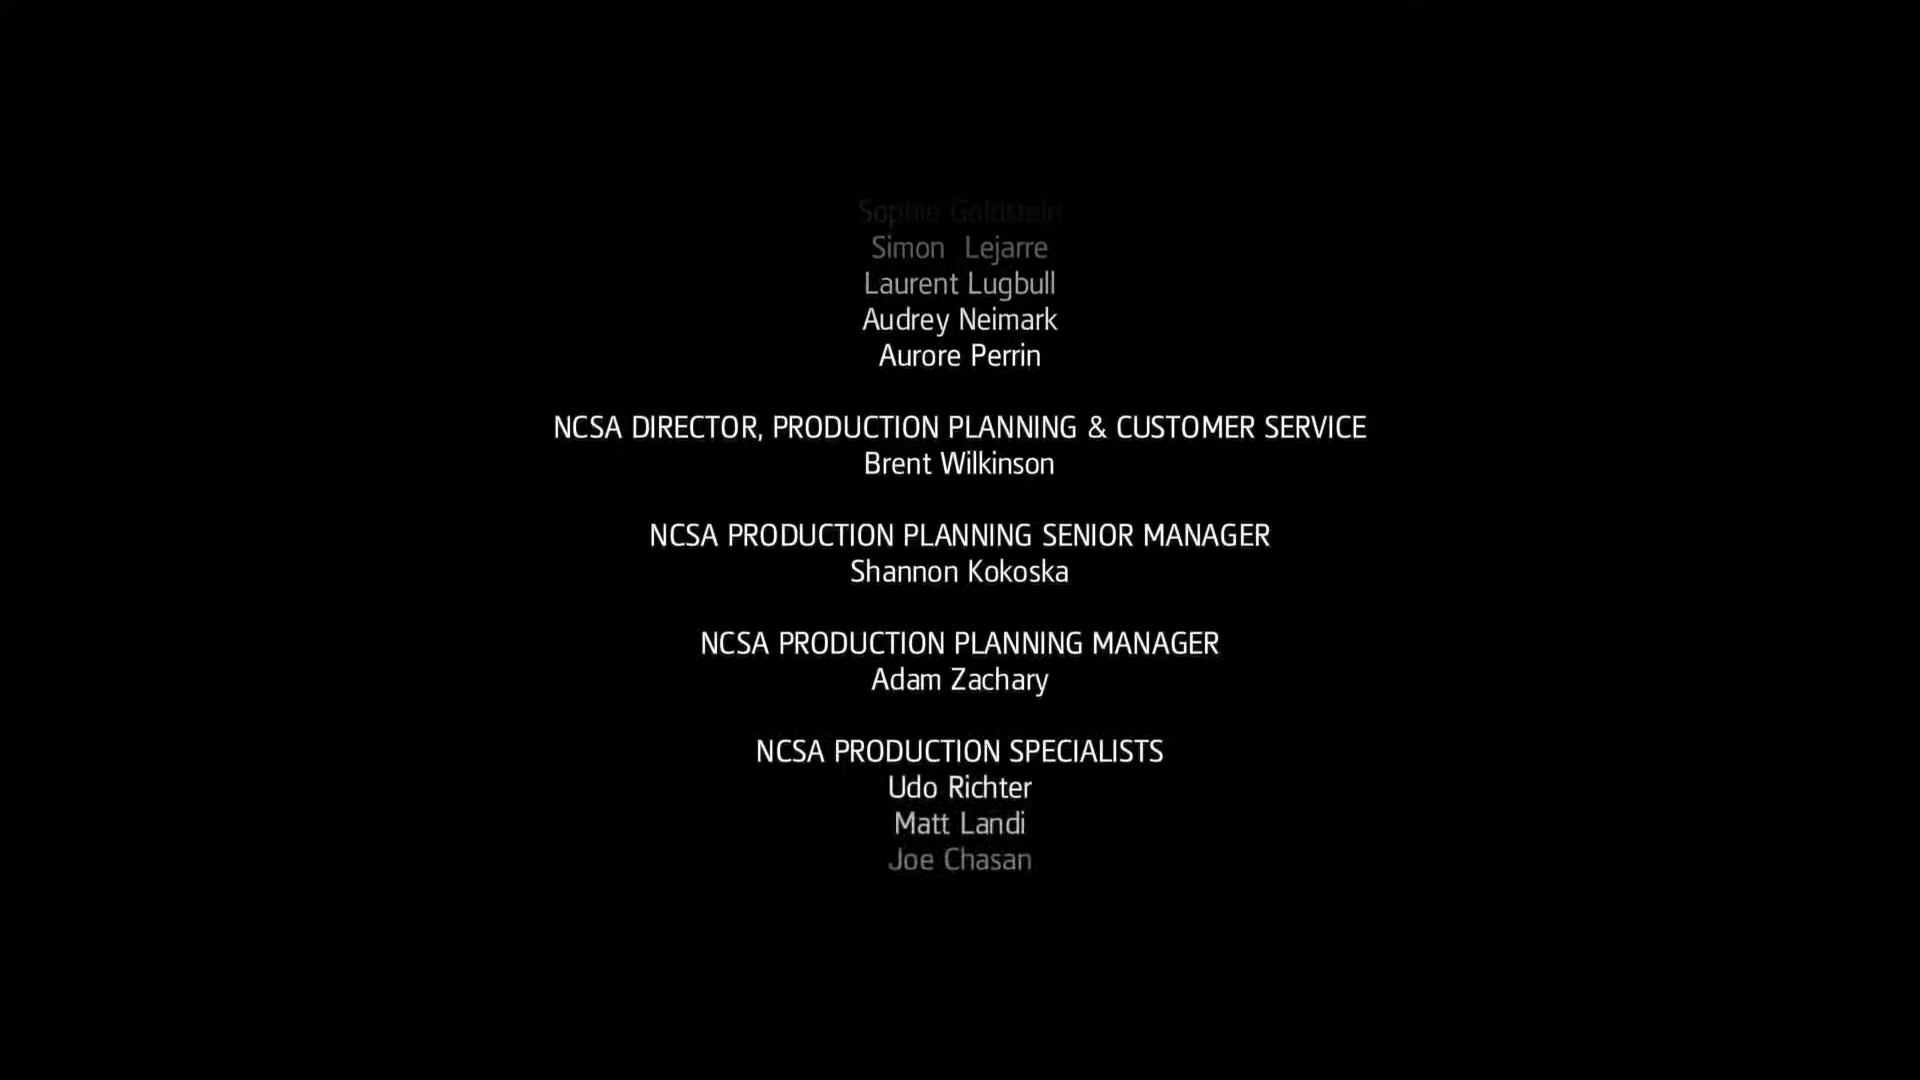 Sophie Goldstein
Simon  Lejarre
Laurent Lugbull
Audrey Neimark
Aurore Perrin
NCSA DIRECTOR, PRODUCTION PLANNING & CUSTOMER SERVICE
Brent Wilkinson
NCSA PRODUCTION PLANNING SENIOR MANAGER
Shannon Kokoska
NCSA PRODUCTION PLANNING MANAGER
Adam Zachary
NCSA PRODUCTION SPECIALISTS
Udo Richter
Matt Landi
Joe Chasan